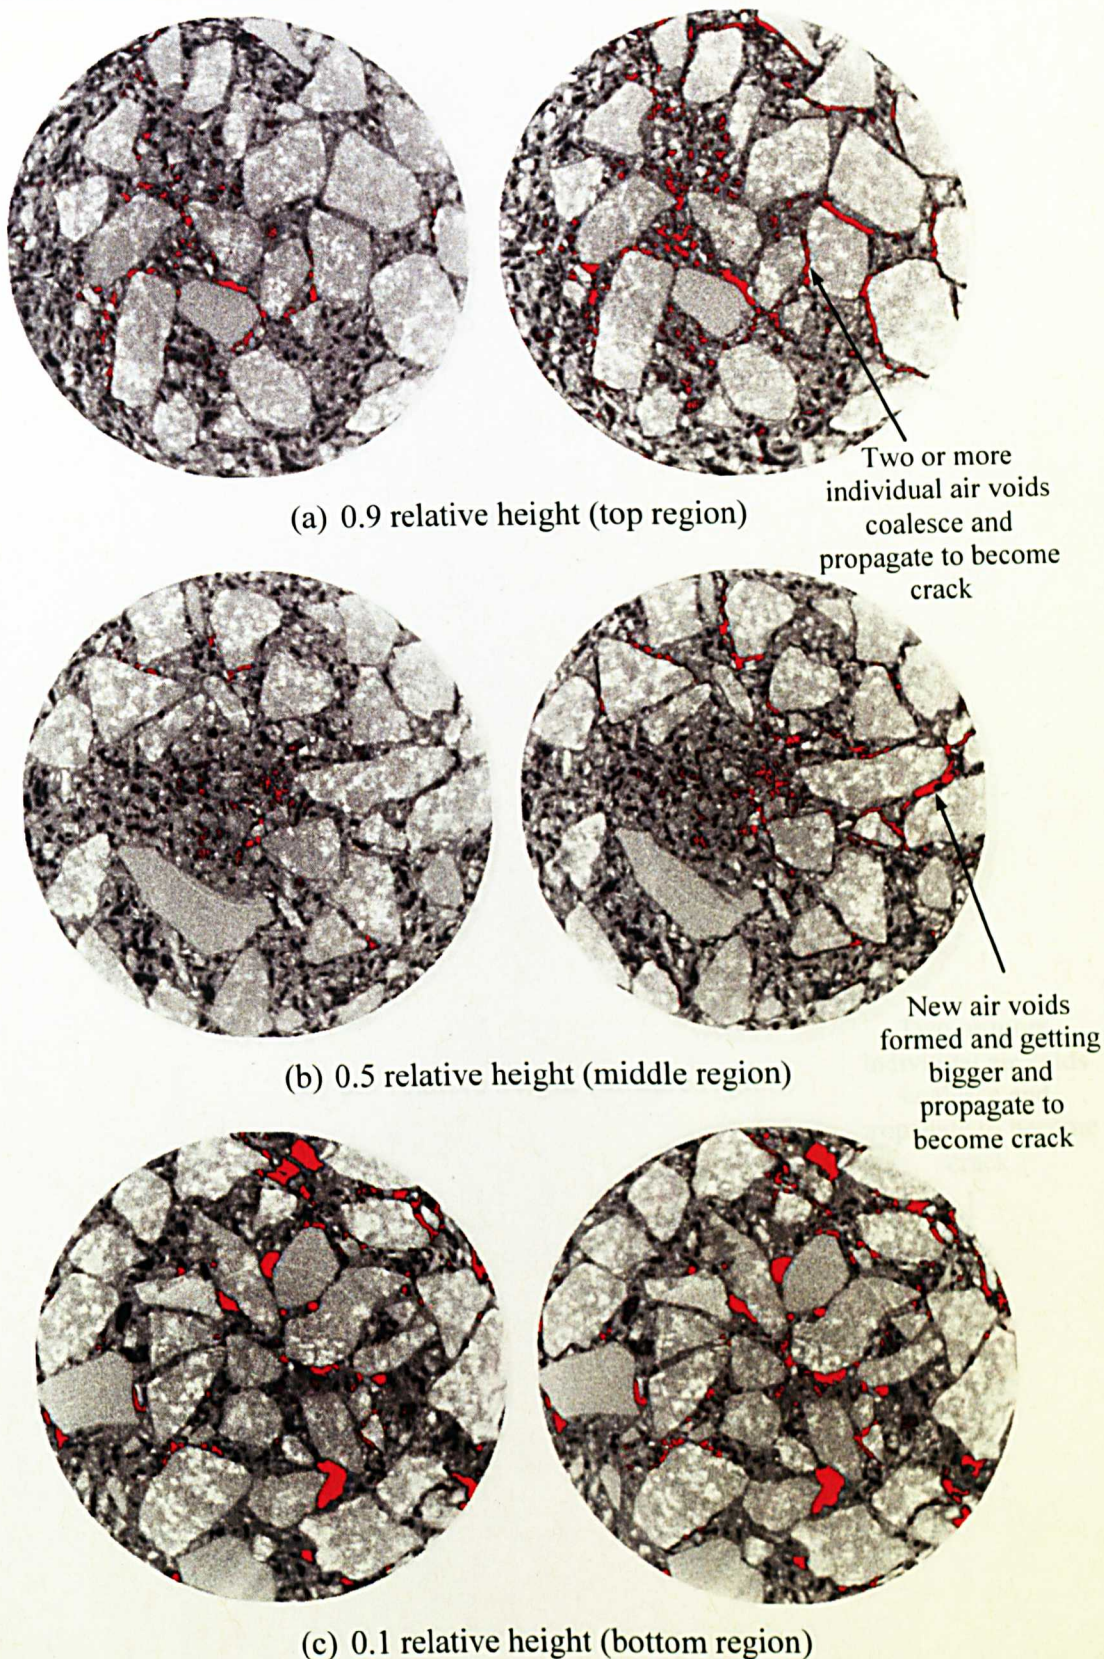 Two or more
individual air voids
coalesce and
propagate to become
crack
(a) 0.9 relative height (top region)
New air voids
formed and getting
bigger and
propagate to
become crack
(b) 0.5 relative height (middle region)
(c) 0.1 relative height (bottom region)